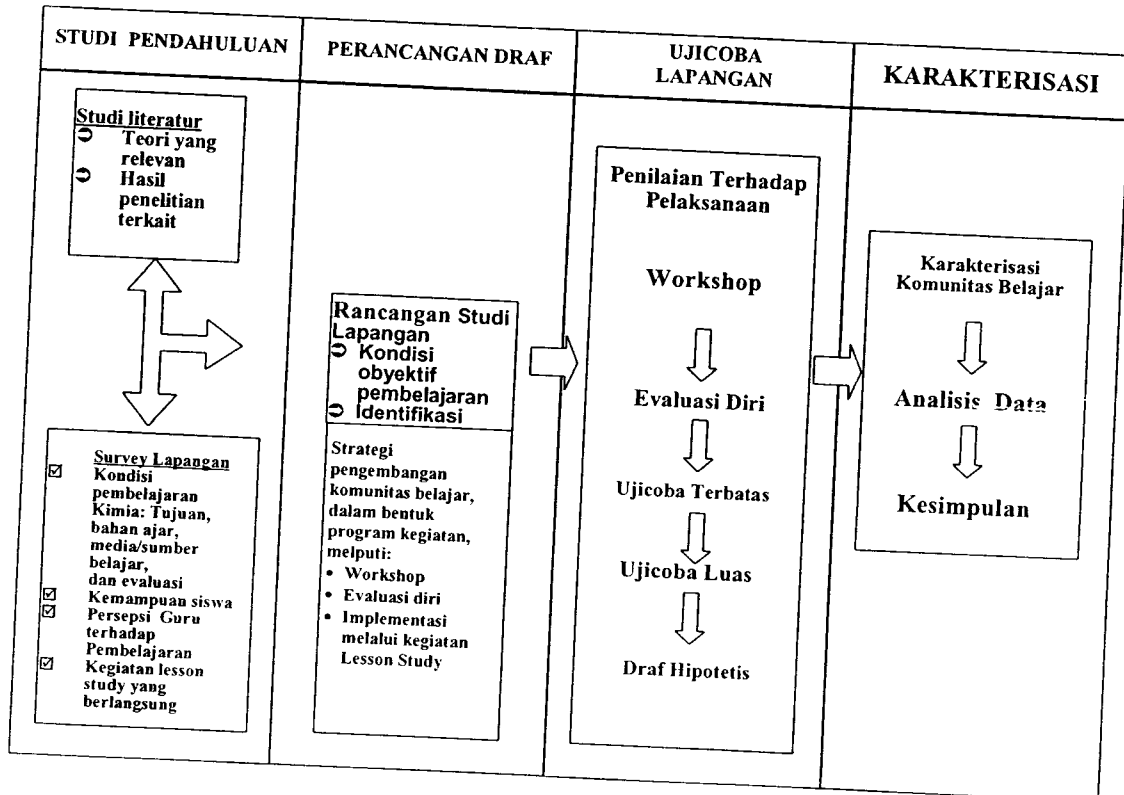 STUDI PENDAHULUAN
Studi literatur
➲ Teori yang
relevan
➲ Hasil
penelitian
terkait
Survey Lapangan
☑ Kondisi
pembelajaran
Kimia: Tujuan,
bahan ajar,
media/sumber
belajar,
dan evaluasi
☑ Kemampuan siswa
☑ Persepsi Guru
terhadap
Pembelajaran
☑ Kegiatan lesson
study yang
berlangsung
PERANCANGAN DRAF
Rancangan Studi
Lapangan
➲ Kondisi
obyektif
pembelajaran
➲ Identifikasi
Strategi
pengembangan
komunitas belajar,
dalam bentuk
program kegiatan,
melputi:
• Workshop
• Evaluasi diri
• Implementasi
melalui kegiatan
Lesson Study
UJICOBA
LAPANGAN
Penilaian Terhadap
Pelaksanaan
Workshop
Evaluasi Diri
Ujicoba Terbatas
Ujicoba Luas
Draf Hipotetis
KARAKTERISASI
Karakterisasi
Komunitas Belajar
Analisis Data
Kesimpulan